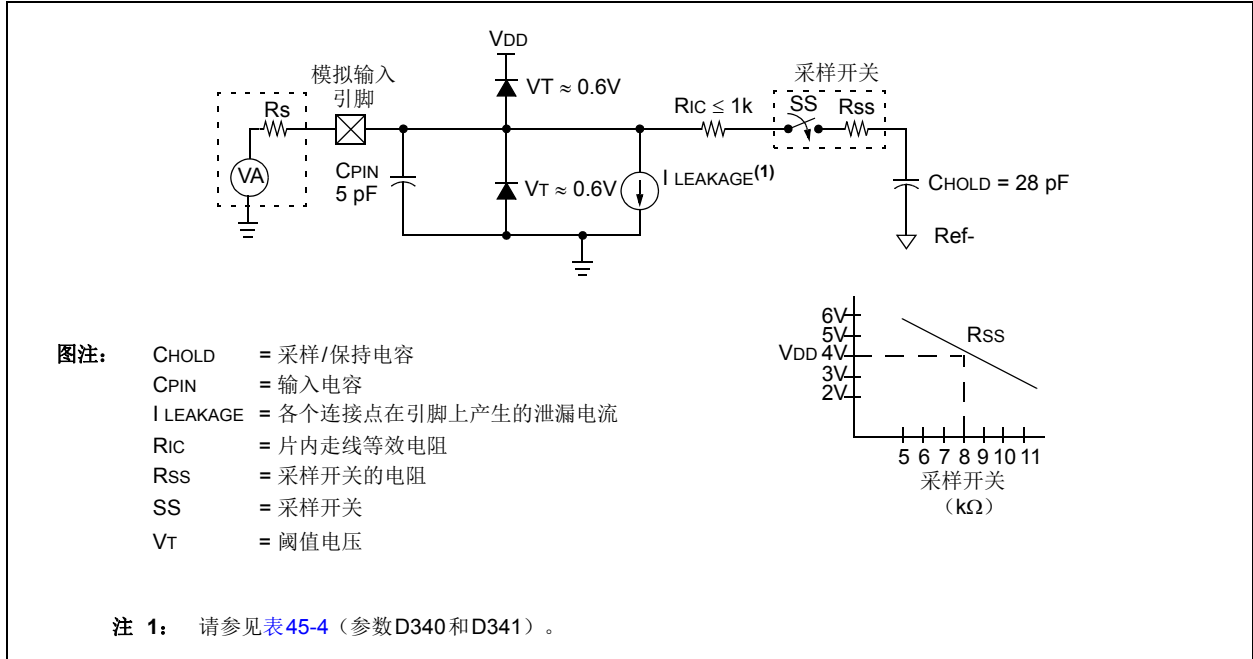 VDD
模拟输入
引脚
VT ≈ 0.6V
采样开关
Rs
RIC ≤ 1k
SS
Rss
VA
CPIN
5 pF
VT ≈ 0.6V
I LEAKAGE(1)
CHOLD = 28 pF
Ref-
6V
5V
VDD 4V
3V
2V
RSS
5 6 7 8 9 10 11
采样开关
（kΩ）
图注： CHOLD = 采样/保持电容
CPIN = 输入电容
I LEAKAGE = 各个连接点在引脚上产生的泄漏电流
RIC = 片内走线等效电阻
RSS = 采样开关的电阻
SS = 采样开关
VT = 阈值电压
注 1： 请参见表45-4（参数D340和D341）。